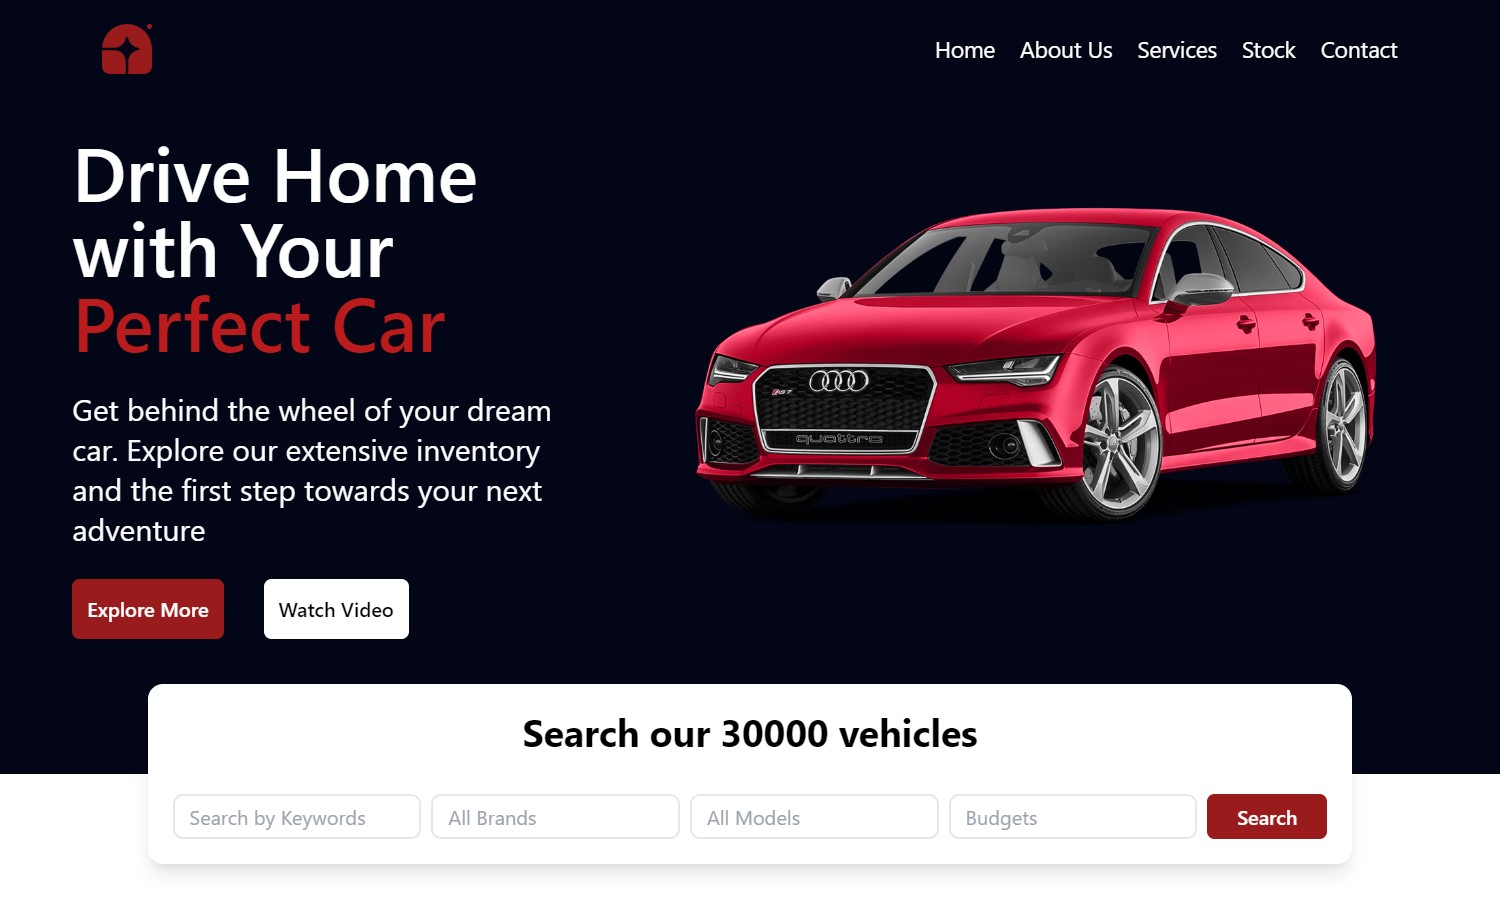 Home About Us Services Stock Contact
Drive Home
with Your
Perfect Car
Get behind the wheel of your dream
car. Explore our extensive inventory
and the first step towards your next
adventure
RS7
quattro
Explore More Watch Video
Search our 30000 vehicles
Search by Keywords All Brands All Models Budgets Search